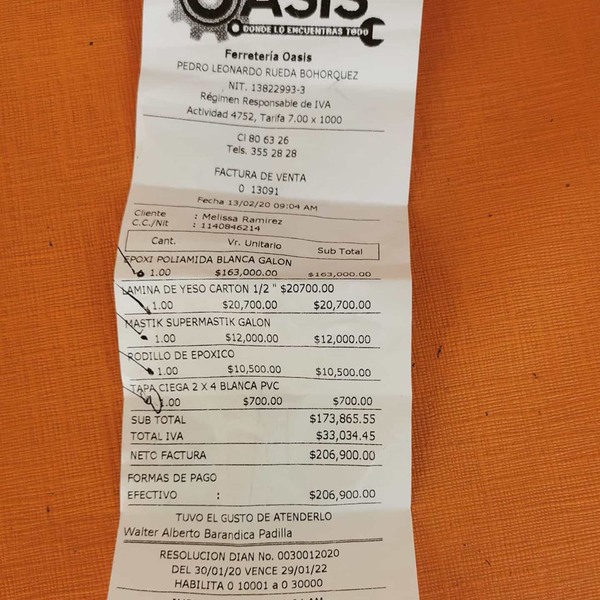 OASIS
DONDE LO ENCUENTRAS TODO
Ferretería Oasis
PEDRO LEONARDO RUEDA BOHORQUEZ
NIT. 13822993-3
Régimen Responsable de IVA
Actividad 4752, Tarifa 7.00 x 1000
Cl 80 63 26
Tels. 355 28 28
FACTURA DE VENTA
0 13091
Fecha 13/02/20 09:04 AM
Cliente : Melissa Ramirez
C.C./Nit : 1140846214
Cant. Vr. Unitario Sub Total
EPOXI POLIAMIDA BLANCA GALON
1.00 $163,000.00 $163,000.00
LAMINA DE YESO CARTON 1/2 " $20700.00
1.00 $20,700.00 $20,700.00
MASTIK SUPERMASTIK GALON
1.00 $12,000.00 $12,000.00
RODILLO DE EPOXICO
1.00 $10,500.00 $10,500.00
TAPA CIEGA 2 X 4 BLANCA PVC
1.00 $700.00 $700.00
SUB TOTAL $173,865.55
TOTAL IVA $33,034.45
NETO FACTURA $206,900.00
FORMAS DE PAGO
EFECTIVO : $206,900.00
TUVO EL GUSTO DE ATENDERLO
Walter Alberto Barandica Padilla
RESOLUCION DIAN No. 0030012020
DEL 30/01/20 VENCE 29/01/22
HABILITA 0 10001 a 0 30000